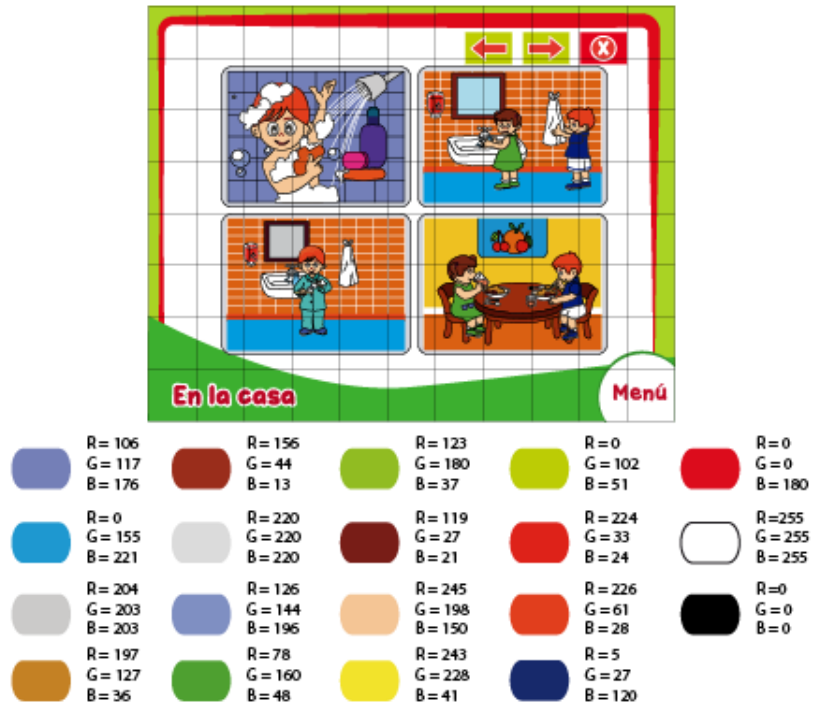 X
En la casa
Menú
R= 106
G= 117
B= 176
R= 156
G= 44
B= 13
R= 123
G= 180
B= 37
R= 0
G= 102
B= 51
R= 0
G= 0
B= 180
R= 0
G= 155
B= 221
R= 220
G= 220
B= 220
R= 119
G= 27
B= 21
R= 224
G= 33
B= 24
R=255
G= 255
B= 255
R= 204
G= 203
B= 203
R= 126
G= 144
B= 196
R= 245
G= 198
B= 150
R= 226
G= 61
B= 28
R=0
G= 0
B= 0
R= 197
G= 127
B= 36
R= 78
G= 160
B= 48
R= 243
G= 228
B= 41
R= 5
G= 27
B= 120